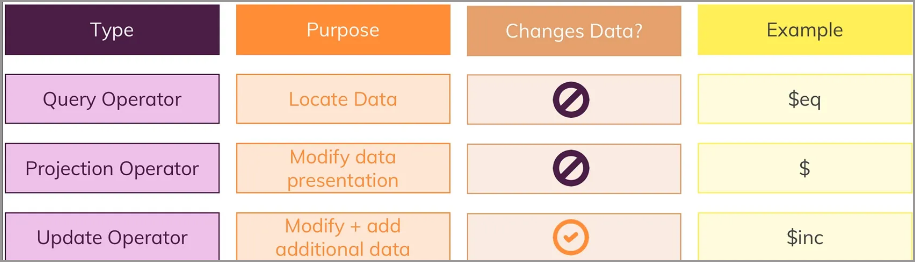 Type
Purpose
Changes Data?
Example
Query Operator
Locate Data
$eq
Projection Operator
Modify data
presentation
$
Update Operator
Modify + add
additional data
$inc